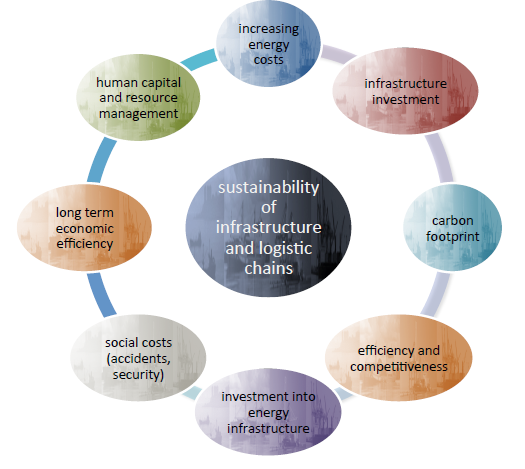 increasing
energy
costs
infrastructure
investment
carbon
footprint
efficiency and
competitiveness
investment into
energy
infrastructure
social costs
(accidents,
security)
long term
economic
efficiency
human capital
and resource
management
sustainability
of
infrastructure
and logistic
chains